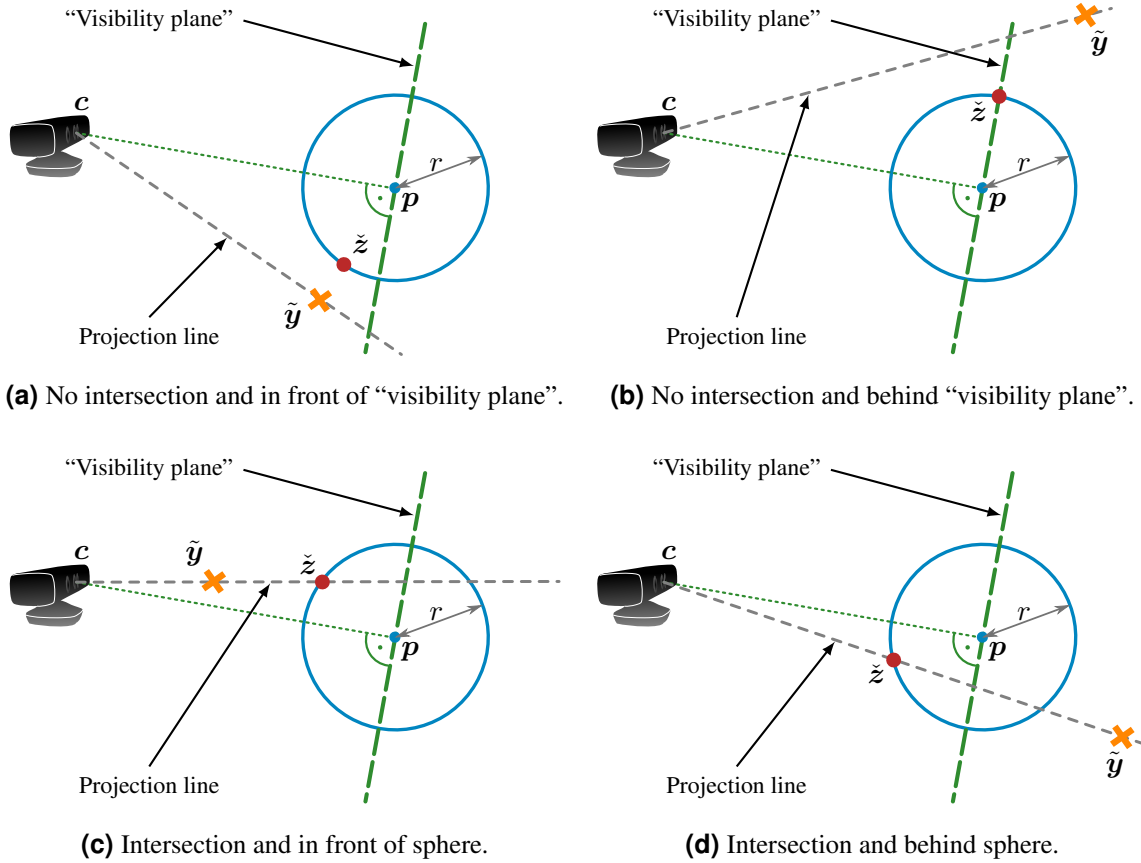 “Visibility plane”
c
r
p
ž
ỹ
Projection line
(a) No intersection and in front of “visibility plane”.
“Visibility plane”
ỹ
c
ž
r
p
Projection line
(b) No intersection and behind “visibility plane”.
“Visibility plane”
c
ỹ
ž
r
p
Projection line
(c) Intersection and in front of sphere.
“Visibility plane”
c
r
p
ž
ỹ
Projection line
(d) Intersection and behind sphere.